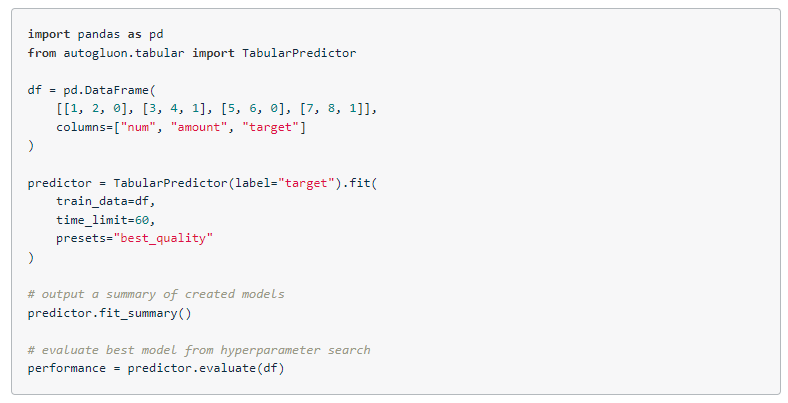 import pandas as pd
from autogluon.tabular import TabularPredictor

df = pd.DataFrame(
    [[1, 2, 0], [3, 4, 1], [5, 6, 0], [7, 8, 1]],
    columns=["num", "amount", "target"]
)

predictor = TabularPredictor(label="target").fit(
    train_data=df,
    time_limit=60,
    presets="best_quality"
)

# output a summary of created models
predictor.fit_summary()

# evaluate best model from hyperparameter search
performance = predictor.evaluate(df)